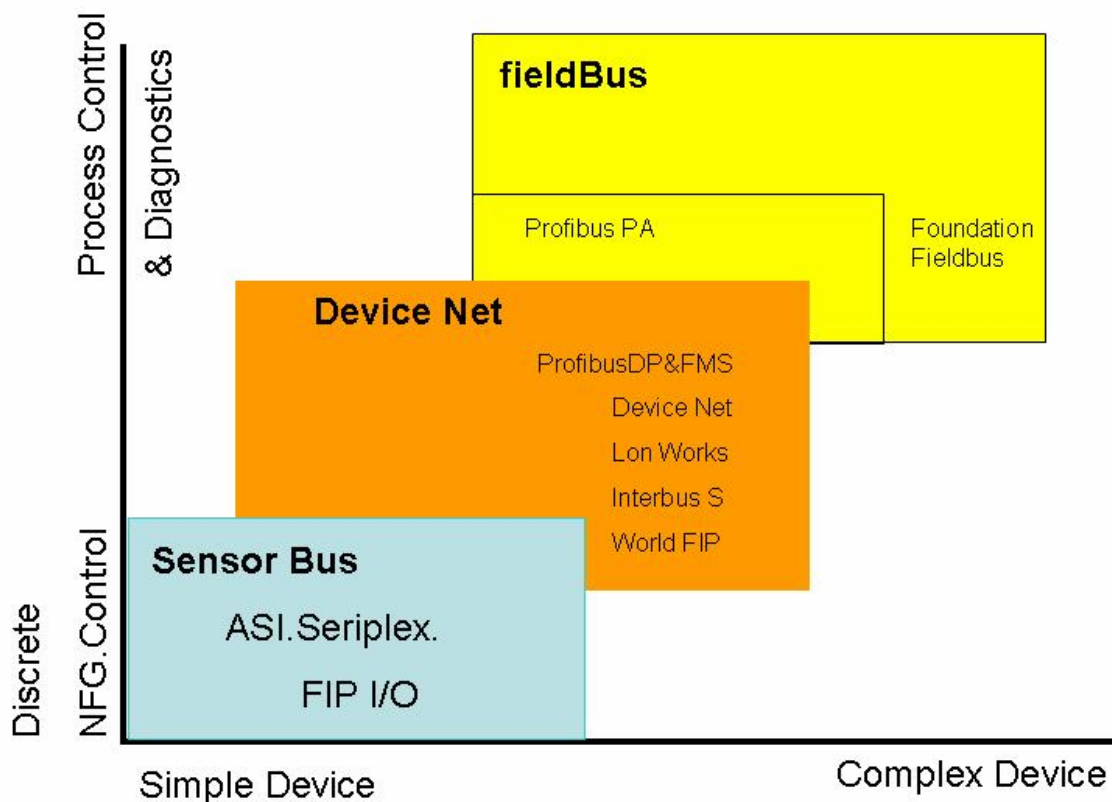 Process Control
& Diagnostics
fieldBus
Profibus PA
Foundation
Fieldbus
Device Net
ProfibusDP&FMS
Device Net
Lon Works
Interbus S
World FIP
Discrete
NFG.Control
Sensor Bus
ASI.Seriplex.
FIP I/O
Simple Device
Complex Device